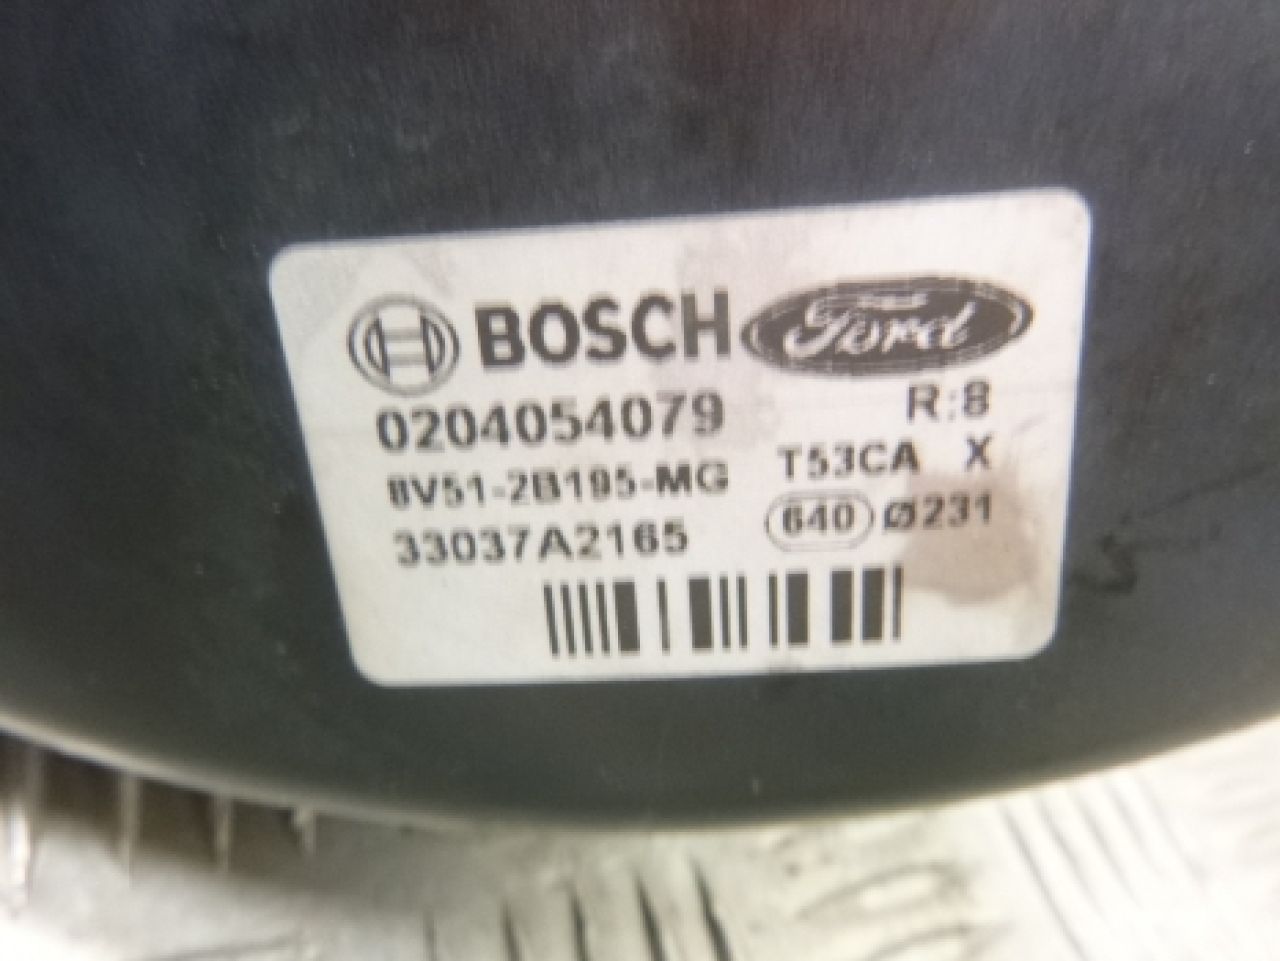 BOSCH Ford
0204054079 R:8
8V51-2B195-MG T53CA X
33037A2165 640 Ø231